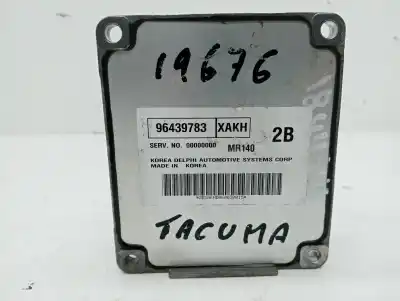 19676
96439783 XAKH
2B
SERV. NO. 00000000 MR140
KOREA DELPHI AUTOMOTIVE SYSTEMS CORP
MADE IN KOREA
TACUMA